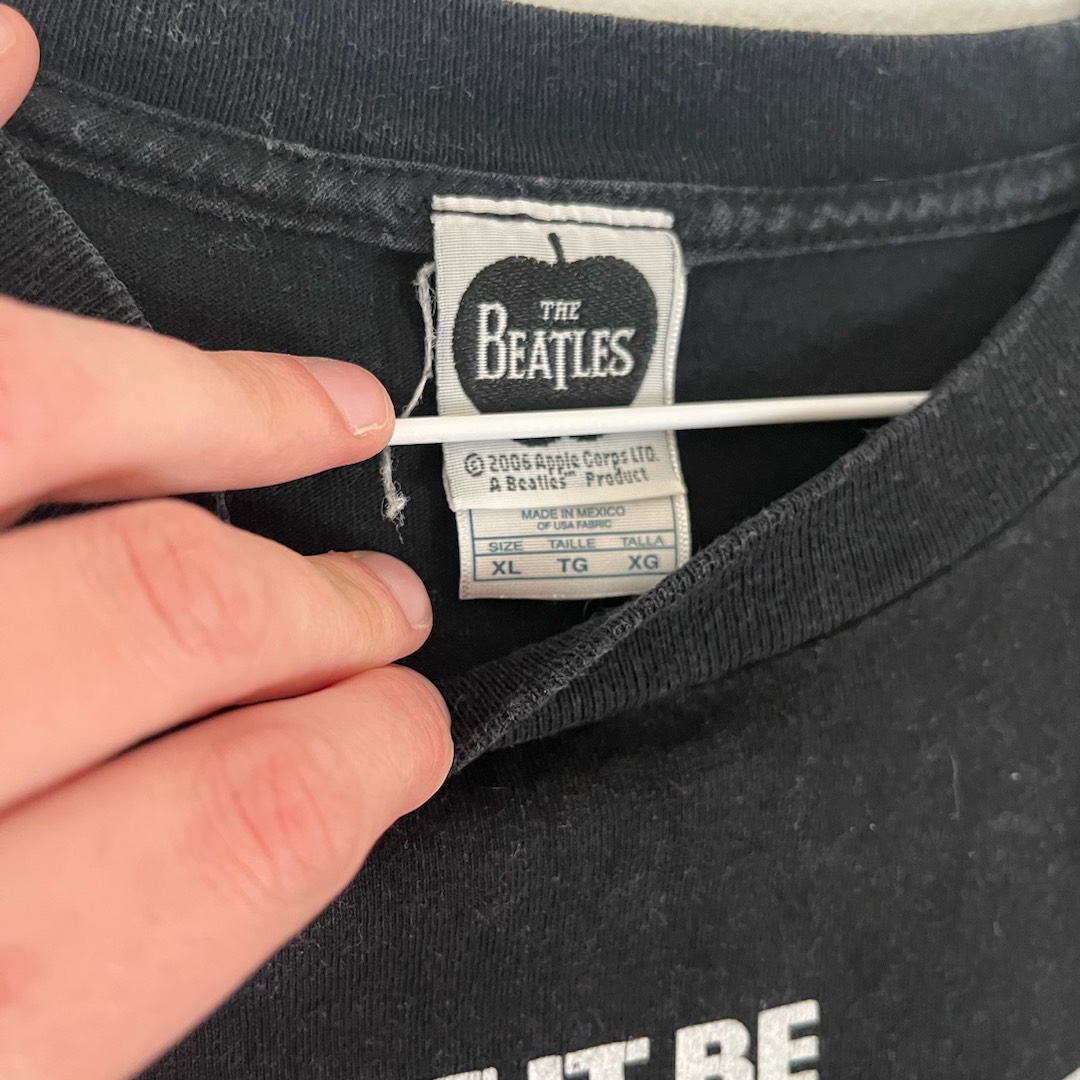 THE
BEATLES
© 2006 Apple Corps LTD.
A Beatles™ Product
MADE IN MEXICO
OF USA FABRIC
SIZE TAILLE TALLA
XL TG XG
IT BE